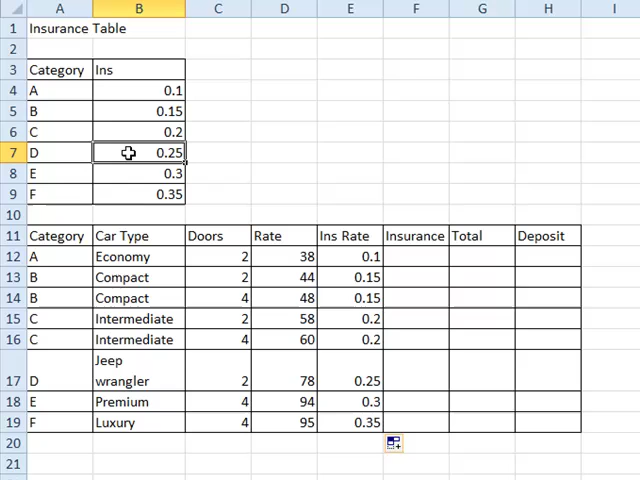 A B C D E F G H I
1 Insurance Table
2
3 Category Ins
4 A 0.1
5 B 0.15
6 C 0.2
7 D 0.25
8 E 0.3
9 F 0.35
10
11 Category Car Type Doors Rate Ins Rate Insurance Total Deposit
12 A Economy 2 38 0.1
13 B Compact 2 44 0.15
14 B Compact 4 48 0.15
15 C Intermediate 2 58 0.2
16 C Intermediate 4 60 0.2
Jeep
17 D wrangler 2 78 0.25
18 E Premium 4 94 0.3
19 F Luxury 4 95 0.35
20
21